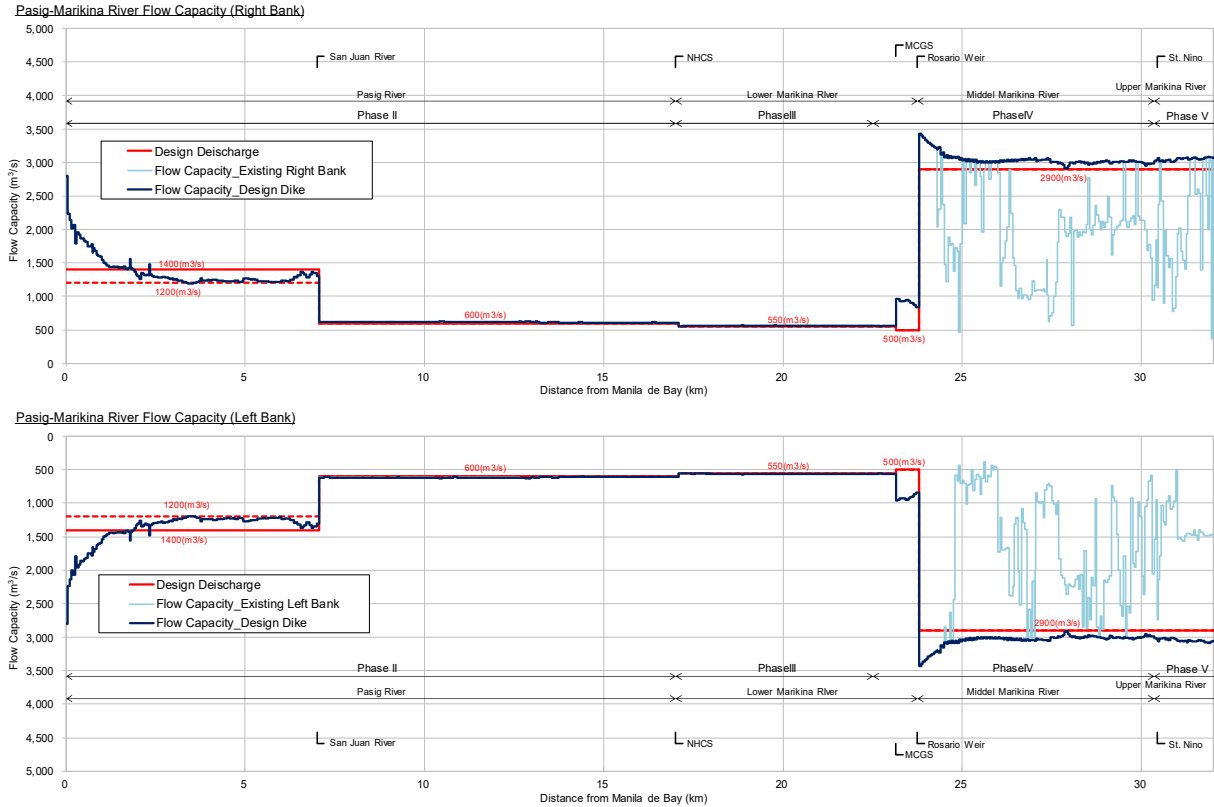 Pasig-Marikina River Flow Capacity (Right Bank)
5,000
4,500
4,000
3,500
3,000
2,500
2,000
1,500
1,000
500
0
Flow Capacity (m³/s)
MCGS
San Juan River
NHCS
Rosario Weir
St. Nino
Upper Marikina River
Pasig River
Lower Marikina RIver
Middel Marikina River
Phase II
PhaseIII
PhaseIV
Phase V
Design Deischarge
Flow Capacity_Existing Right Bank
Flow Capacity_Design Dike
1400(m3/s)
1200(m3/s)
600(m3/s)
550(m3/s)
500(m3/s)
2900(m3/s)
0 5 10 15 20 25 30
Distance from Manila de Bay (km)
Pasig-Marikina River Flow Capacity (Left Bank)
0
500
1,000
1,500
2,000
2,500
3,000
3,500
4,000
4,500
5,000
Flow Capacity (m³/s)
1200(m3/s)
1400(m3/s)
600(m3/s)
550(m3/s)
500(m3/s)
2900(m3/s)
Design Deischarge
Flow Capacity_Existing Left Bank
Flow Capacity_Design Dike
Phase II
PhaseIII
PhaseIV
Phase V
Upper Marikina River
Pasig River
Lower Marikina RIver
Middel Marikina River
San Juan River
NHCS
Rosario Weir
St. Nino
MCGS
0 5 10 15 20 25 30
Distance from Manila de Bay (km)